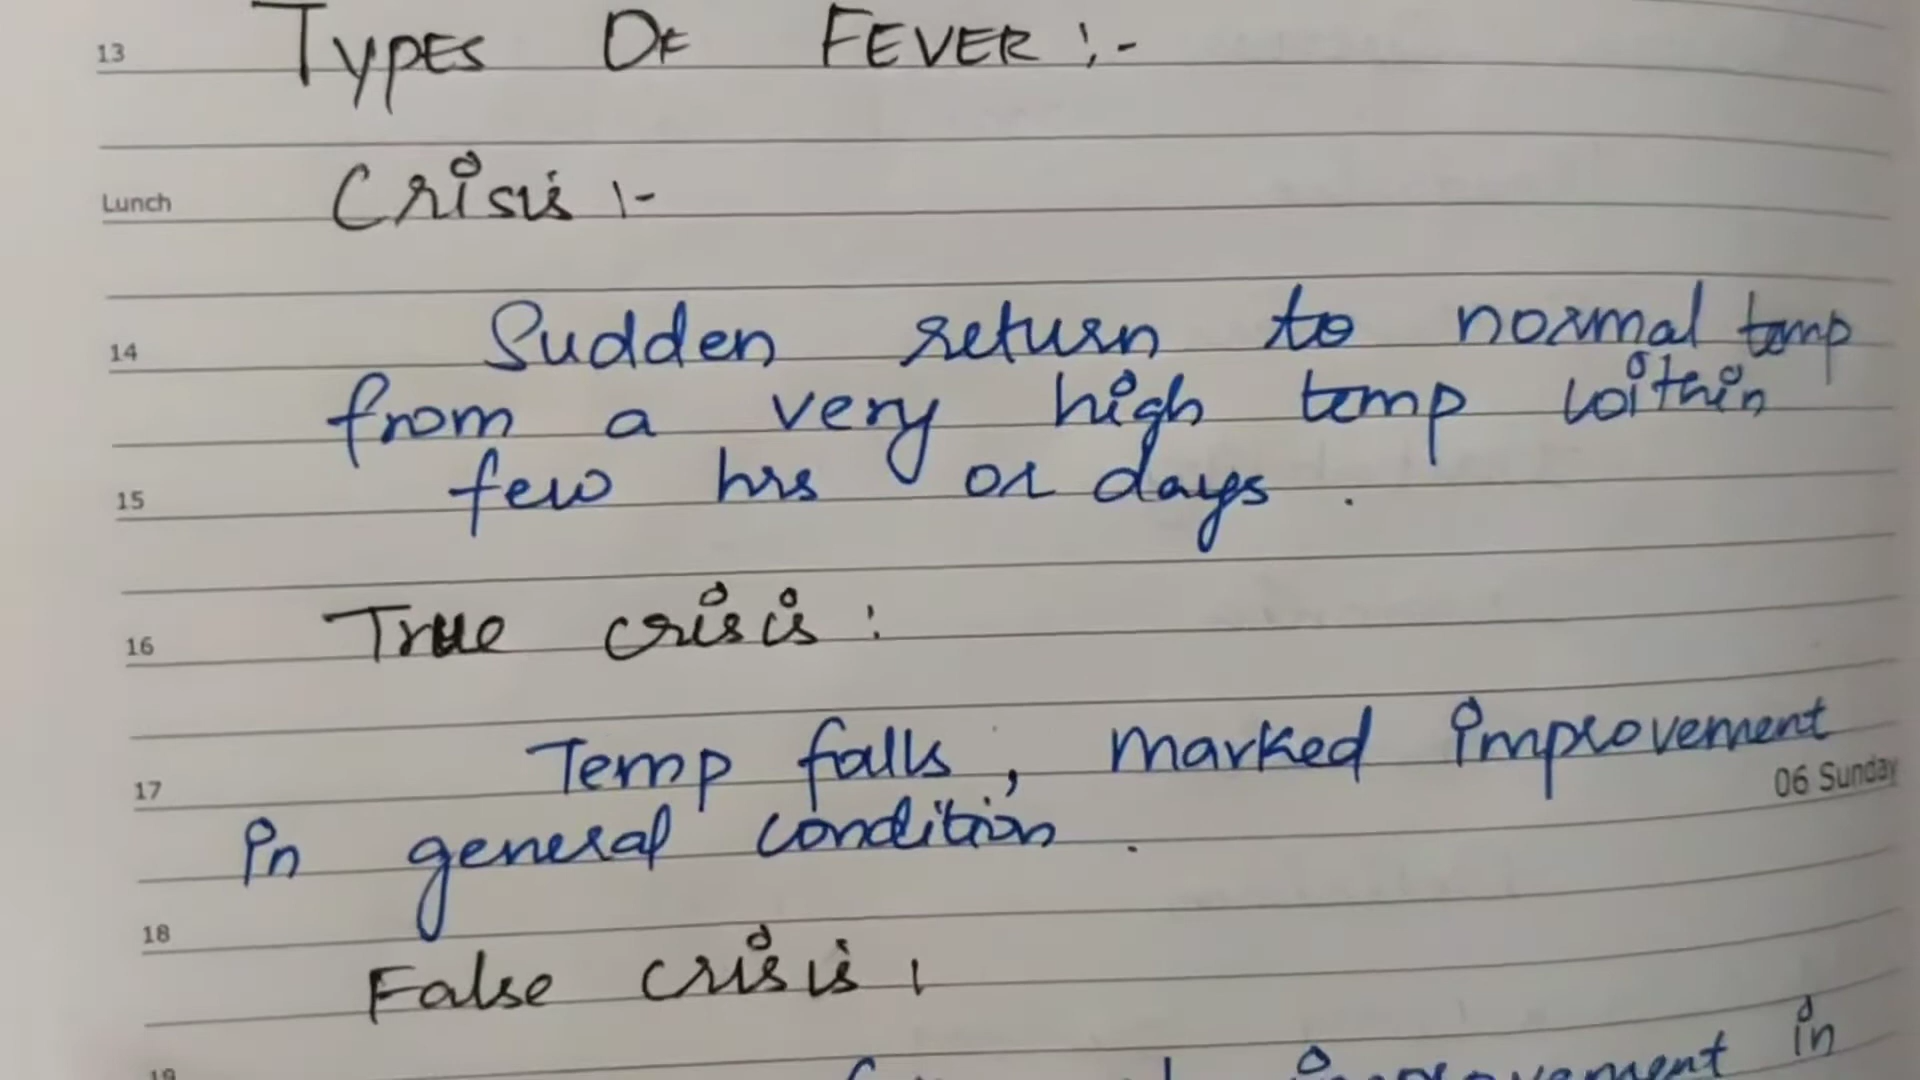 13 TYPES OF FEVER :-
Lunch Crisis :-
14 Sudden return to normal temp
from a very high temp within
15 few hrs or days .
16 True crisis :
17 Temp falls , marked improvement
06 Sunday
in general condition .
18
False crisis :
19 improvement in